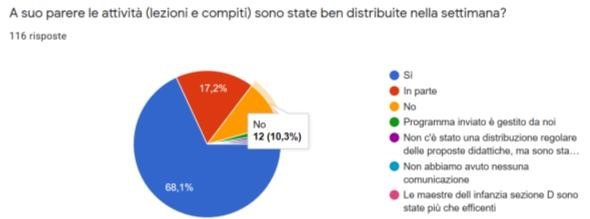 A suo parere le attività (lezioni e compiti) sono state ben distribuite nella settimana?
116 risposte
17,2%
No
12 (10,3%)
68,1%
Sì
In parte
No
Programma inviato è gestito da noi
Non c'è stato una distribuzione regolare
delle proposte didattiche, ma sono sta...
Non abbiamo avuto nessuna
comunicazione
Le maestre dell infanzia sezione D sono
state più che efficenti